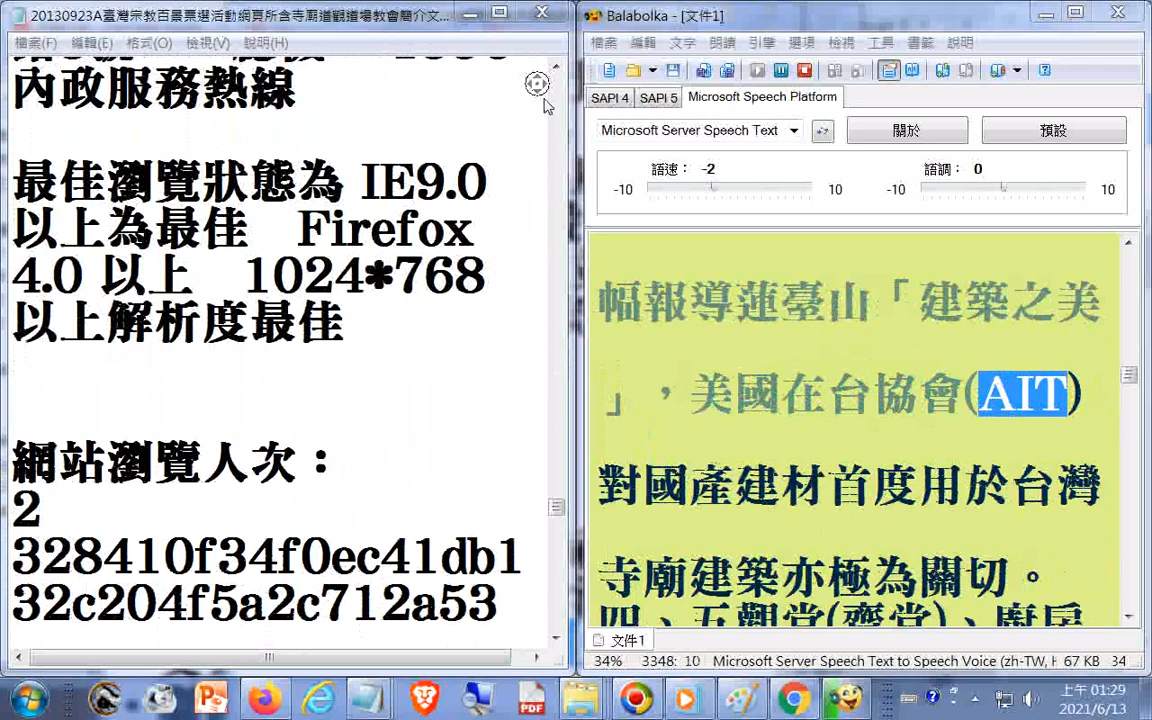 20130923A臺灣宗教百景票選活動網頁所含寺廟道觀道場教會簡介文...
檔案(F) 編輯(E) 格式(O) 檢視(V) 說明(H)
內政服務熱線
最佳瀏覽狀態為 IE9.0
以上為最佳 Firefox
4.0 以上 1024*768
以上解析度最佳
網站瀏覽人次：
2
328410f34f0ec41db1
32c204f5a2c712a53
Balabolka - [文件1]
檔案 編輯 文字 朗讀 引擎 選項 檢視 工具 書籤 說明
SAPI 4 SAPI 5 Microsoft Speech Platform
Microsoft Server Speech Text 關於 預設
語速： -2 語調： 0
-10 10 -10 10
幅報導蓮臺山「建築之美
」，美國在台協會(AIT)
對國產建材首度用於台灣
寺廟建築亦極為關切。
四、五觀堂(齋堂)、廚房
文件1
34% 3348: 10 Microsoft Server Speech Text to Speech Voice (zh-TW, H 67 KB 34
上午 01:29
2021/6/13